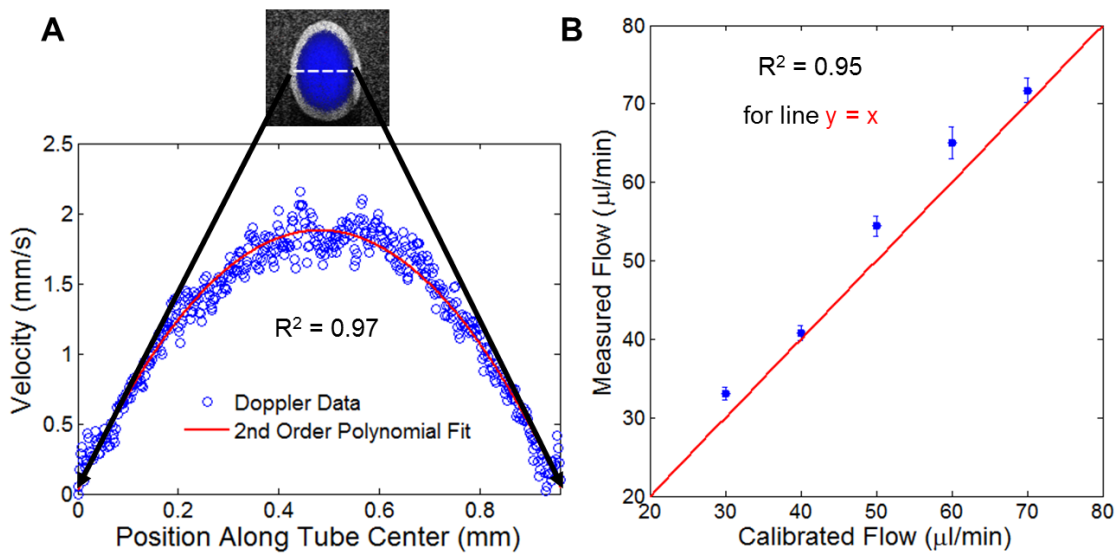 A
2.5
2
1.5
1
0.5
0
Velocity (mm/s)
R² = 0.97
Doppler Data
2nd Order Polynomial Fit
0
0.2
0.4
0.6
0.8
Position Along Tube Center (mm)
B
80
70
60
50
40
30
20
Measured Flow (μl/min)
R² = 0.95
for line y = x
20
30
40
50
60
70
80
Calibrated Flow (μl/min)